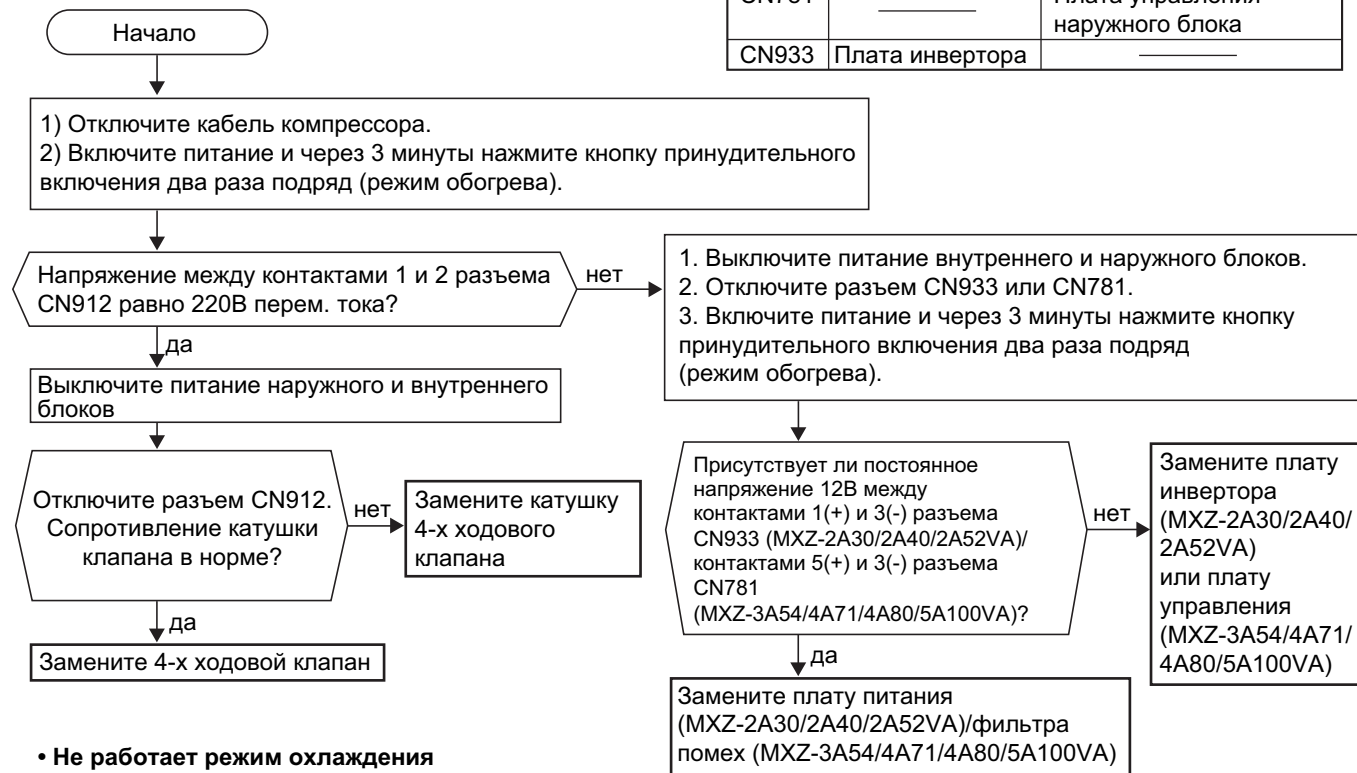 наружного блока
CN933 Плата инвертора
Начало
1) Отключите кабель компрессора.
2) Включите питание и через 3 минуты нажмите кнопку принудительного
включения два раза подряд (режим обогрева).
Напряжение между контактами 1 и 2 разъема
CN912 равно 220В перем. тока?
нет
да
1. Выключите питание внутреннего и наружного блоков.
2. Отключите разъем CN933 или CN781.
3. Включите питание и через 3 минуты нажмите кнопку
принудительного включения два раза подряд
(режим обогрева).
Выключите питание наружного и внутреннего
блоков
Отключите разъем CN912.
Сопротивление катушки
клапана в норме?
нет
Замените катушку
4-х ходового
клапана
да
Замените 4-х ходовой клапан
Присутствует ли постоянное
напряжение 12В между
контактами 1(+) и 3(-) разъема
CN933 (MXZ-2A30/2A40/2A52VA)/
контактами 5(+) и 3(-) разъема
CN781
(MXZ-3A54/4A71/4A80/5A100VA)?
нет
Замените плату
инвертора
(MXZ-2A30/2A40/
2A52VA)
или плату
управления
(MXZ-3A54/4A71/
4A80/5A100VA)
да
Замените плату питания
(MXZ-2A30/2A40/2A52VA)/фильтра
помех (MXZ-3A54/4A71/4A80/5A100VA)
• Не работает режим охлаждения